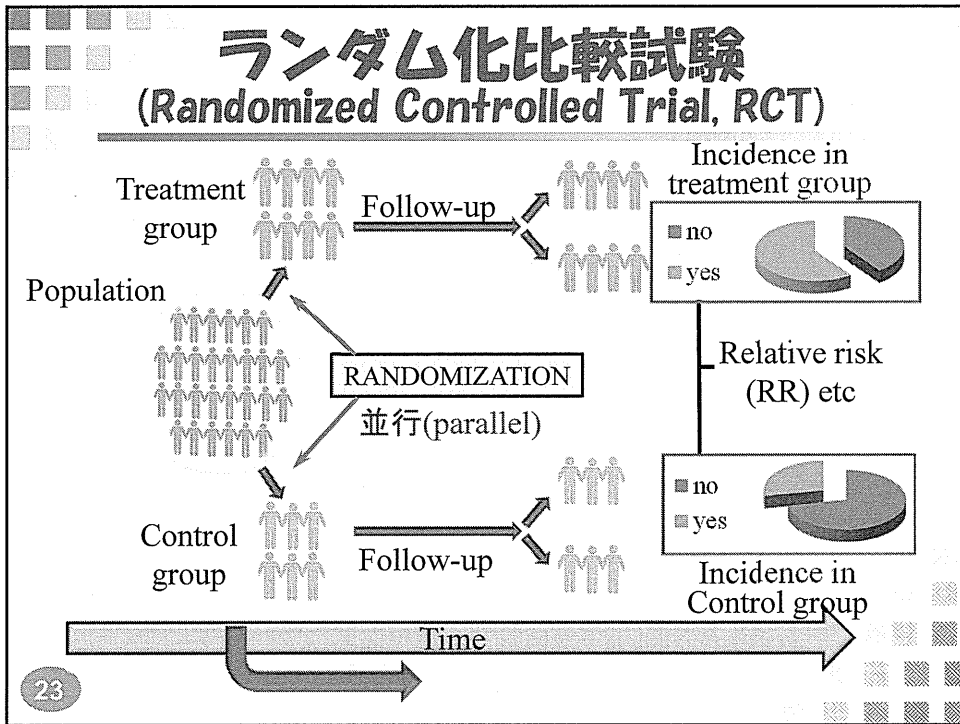 ランダム化比較試験
(Randomized Controlled Trial, RCT)
Treatment
group
Follow-up
Incidence in
treatment group
no
yes
Population
RANDOMIZATION
並行(parallel)
Relative risk
(RR) etc
Control
group
Follow-up
no
yes
Incidence in
Control group
Time
23